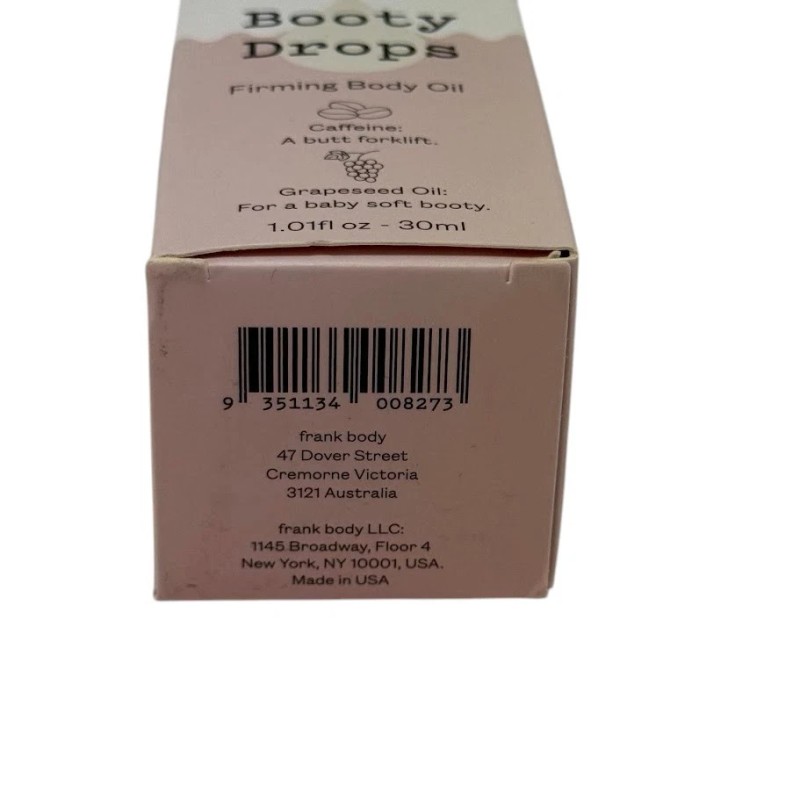 Booty
Drops
Firming Body Oil
Caffeine:
A butt forklift.
Grapeseed Oil:
For a baby soft booty.
1.01fl oz - 30ml
9 351134 008273
frank body
47 Dover Street
Cremorne Victoria
3121 Australia
frank body LLC:
1145 Broadway, Floor 4
New York, NY 10001, USA.
Made in USA